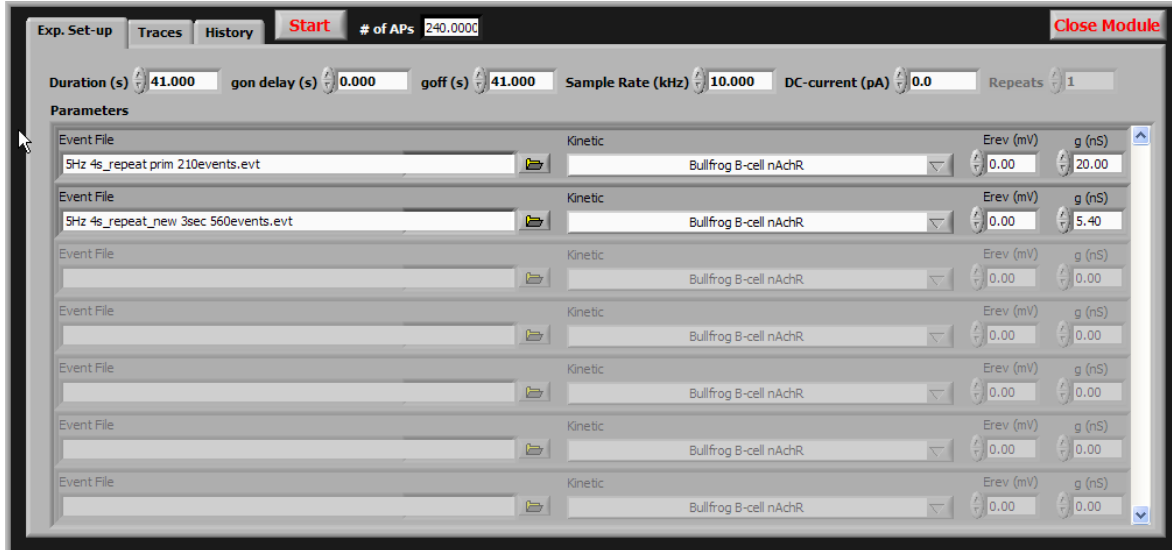 Exp. Set-up Traces History Start # of APs 240.0000 Close Module
Duration (s) 41.000 gon delay (s) 0.000 goff (s) 41.000 Sample Rate (kHz) 10.000 DC-current (pA) 0.0 Repeats 1
Parameters
Event File Kinetic Erev (mV) g (nS)
5Hz 4s_repeat prim 210events.evt Bullfrog B-cell nAchR 0.00 20.00
Event File Kinetic Erev (mV) g (nS)
5Hz 4s_repeat_new 3sec 560events.evt Bullfrog B-cell nAchR 0.00 5.40
Event File Kinetic Erev (mV) g (nS)
Bullfrog B-cell nAchR 0.00 0.00
Event File Kinetic Erev (mV) g (nS)
Bullfrog B-cell nAchR 0.00 0.00
Event File Kinetic Erev (mV) g (nS)
Bullfrog B-cell nAchR 0.00 0.00
Event File Kinetic Erev (mV) g (nS)
Bullfrog B-cell nAchR 0.00 0.00
Event File Kinetic Erev (mV) g (nS)
Bullfrog B-cell nAchR 0.00 0.00